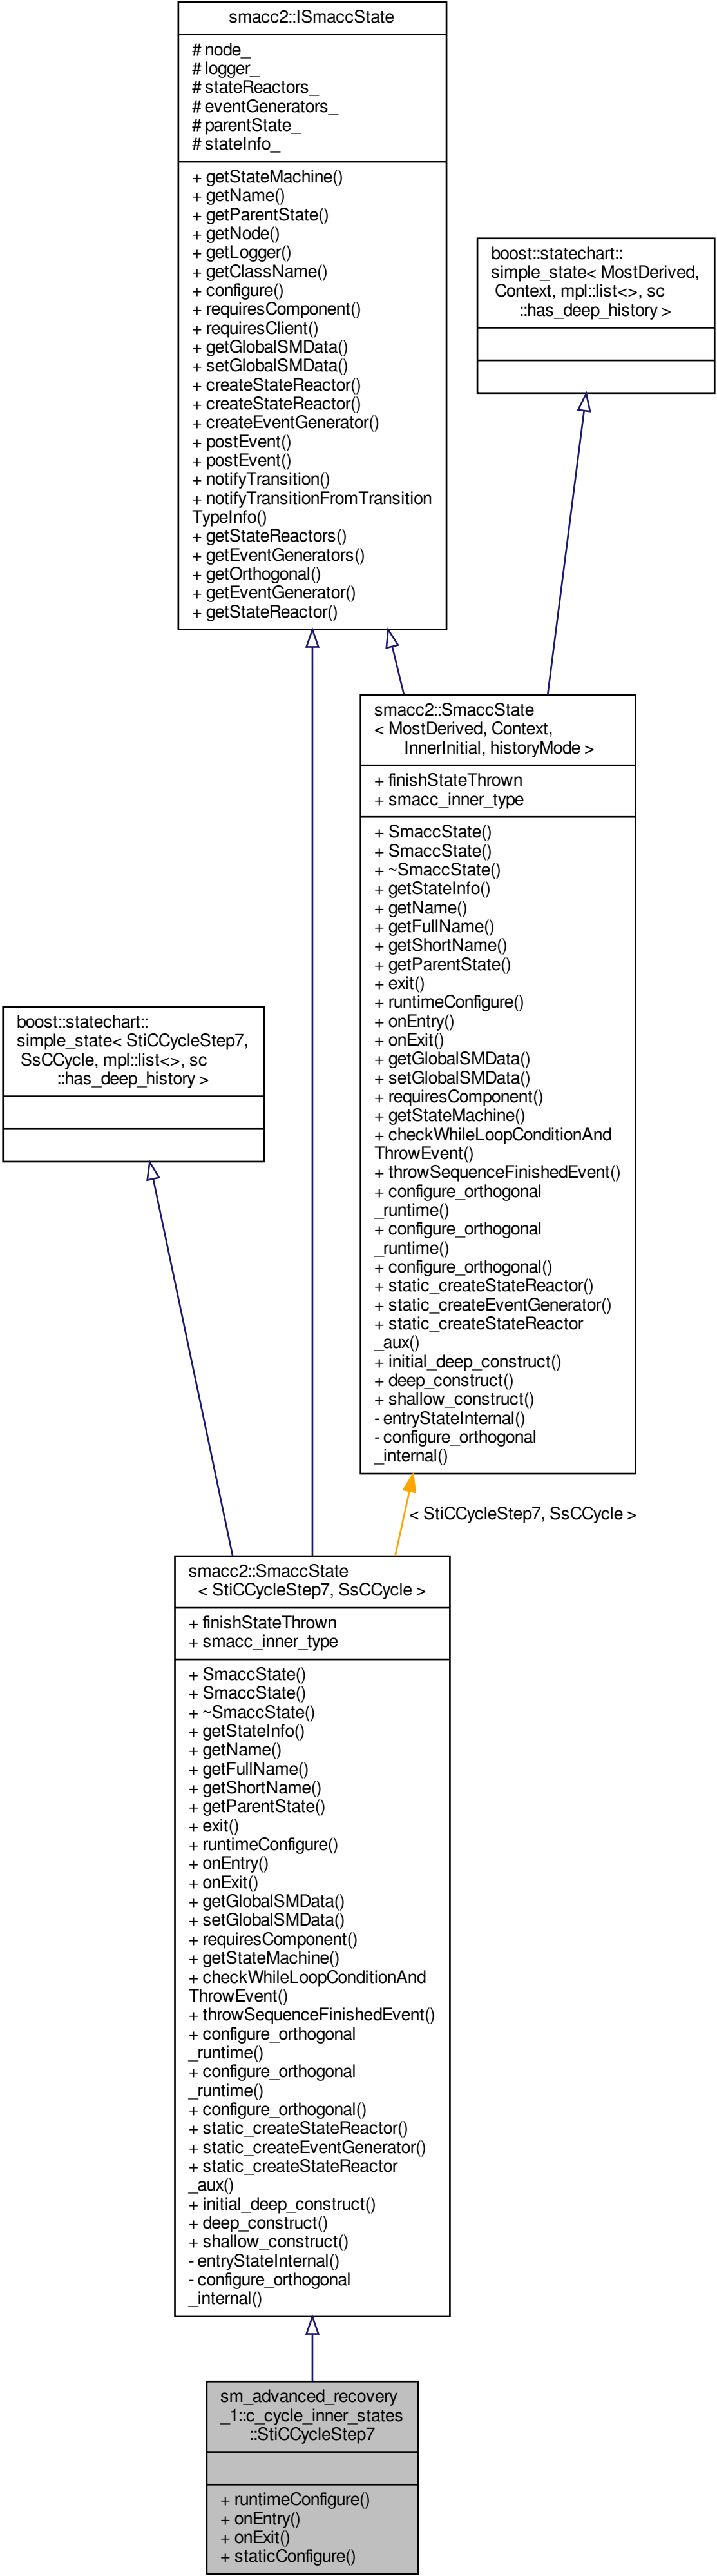 smacc2::ISmaccState
# node_
# logger_
# stateReactors_
# eventGenerators_
# parentState_
# stateInfo_
+ getStateMachine()
+ getName()
+ getParentState()
+ getNode()
+ getLogger()
+ getClassName()
+ configure()
+ requiresComponent()
+ requiresClient()
+ getGlobalSMData()
+ setGlobalSMData()
+ createStateReactor()
+ createStateReactor()
+ createEventGenerator()
+ postEvent()
+ postEvent()
+ notifyTransition()
+ notifyTransitionFromTransition
TypeInfo()
+ getStateReactors()
+ getEventGenerators()
+ getOrthogonal()
+ getEventGenerator()
+ getStateReactor()
boost::statechart::
simple_state< MostDerived,
Context, mpl::list<>, sc
::has_deep_history >
smacc2::SmaccState
< MostDerived, Context,
InnerInitial, historyMode >
+ finishStateThrown
+ smacc_inner_type
+ SmaccState()
+ SmaccState()
+ ~SmaccState()
+ getStateInfo()
+ getName()
+ getFullName()
+ getShortName()
+ getParentState()
+ exit()
+ runtimeConfigure()
+ onEntry()
+ onExit()
+ getGlobalSMData()
+ setGlobalSMData()
+ requiresComponent()
+ getStateMachine()
+ checkWhileLoopConditionAnd
ThrowEvent()
+ throwSequenceFinishedEvent()
+ configure_orthogonal
_runtime()
+ configure_orthogonal
_runtime()
+ configure_orthogonal()
+ static_createStateReactor()
+ static_createEventGenerator()
+ static_createStateReactor
_aux()
+ initial_deep_construct()
+ deep_construct()
+ shallow_construct()
- entryStateInternal()
- configure_orthogonal
_internal()
boost::statechart::
simple_state< StiCCycleStep7,
SsCCycle, mpl::list<>, sc
::has_deep_history >
< StiCCycleStep7, SsCCycle >
smacc2::SmaccState
< StiCCycleStep7, SsCCycle >
+ finishStateThrown
+ smacc_inner_type
+ SmaccState()
+ SmaccState()
+ ~SmaccState()
+ getStateInfo()
+ getName()
+ getFullName()
+ getShortName()
+ getParentState()
+ exit()
+ runtimeConfigure()
+ onEntry()
+ onExit()
+ getGlobalSMData()
+ setGlobalSMData()
+ requiresComponent()
+ getStateMachine()
+ checkWhileLoopConditionAnd
ThrowEvent()
+ throwSequenceFinishedEvent()
+ configure_orthogonal
_runtime()
+ configure_orthogonal
_runtime()
+ configure_orthogonal()
+ static_createStateReactor()
+ static_createEventGenerator()
+ static_createStateReactor
_aux()
+ initial_deep_construct()
+ deep_construct()
+ shallow_construct()
- entryStateInternal()
- configure_orthogonal
_internal()
sm_advanced_recovery
_1::c_cycle_inner_states
::StiCCycleStep7
+ runtimeConfigure()
+ onEntry()
+ onExit()
+ staticConfigure()